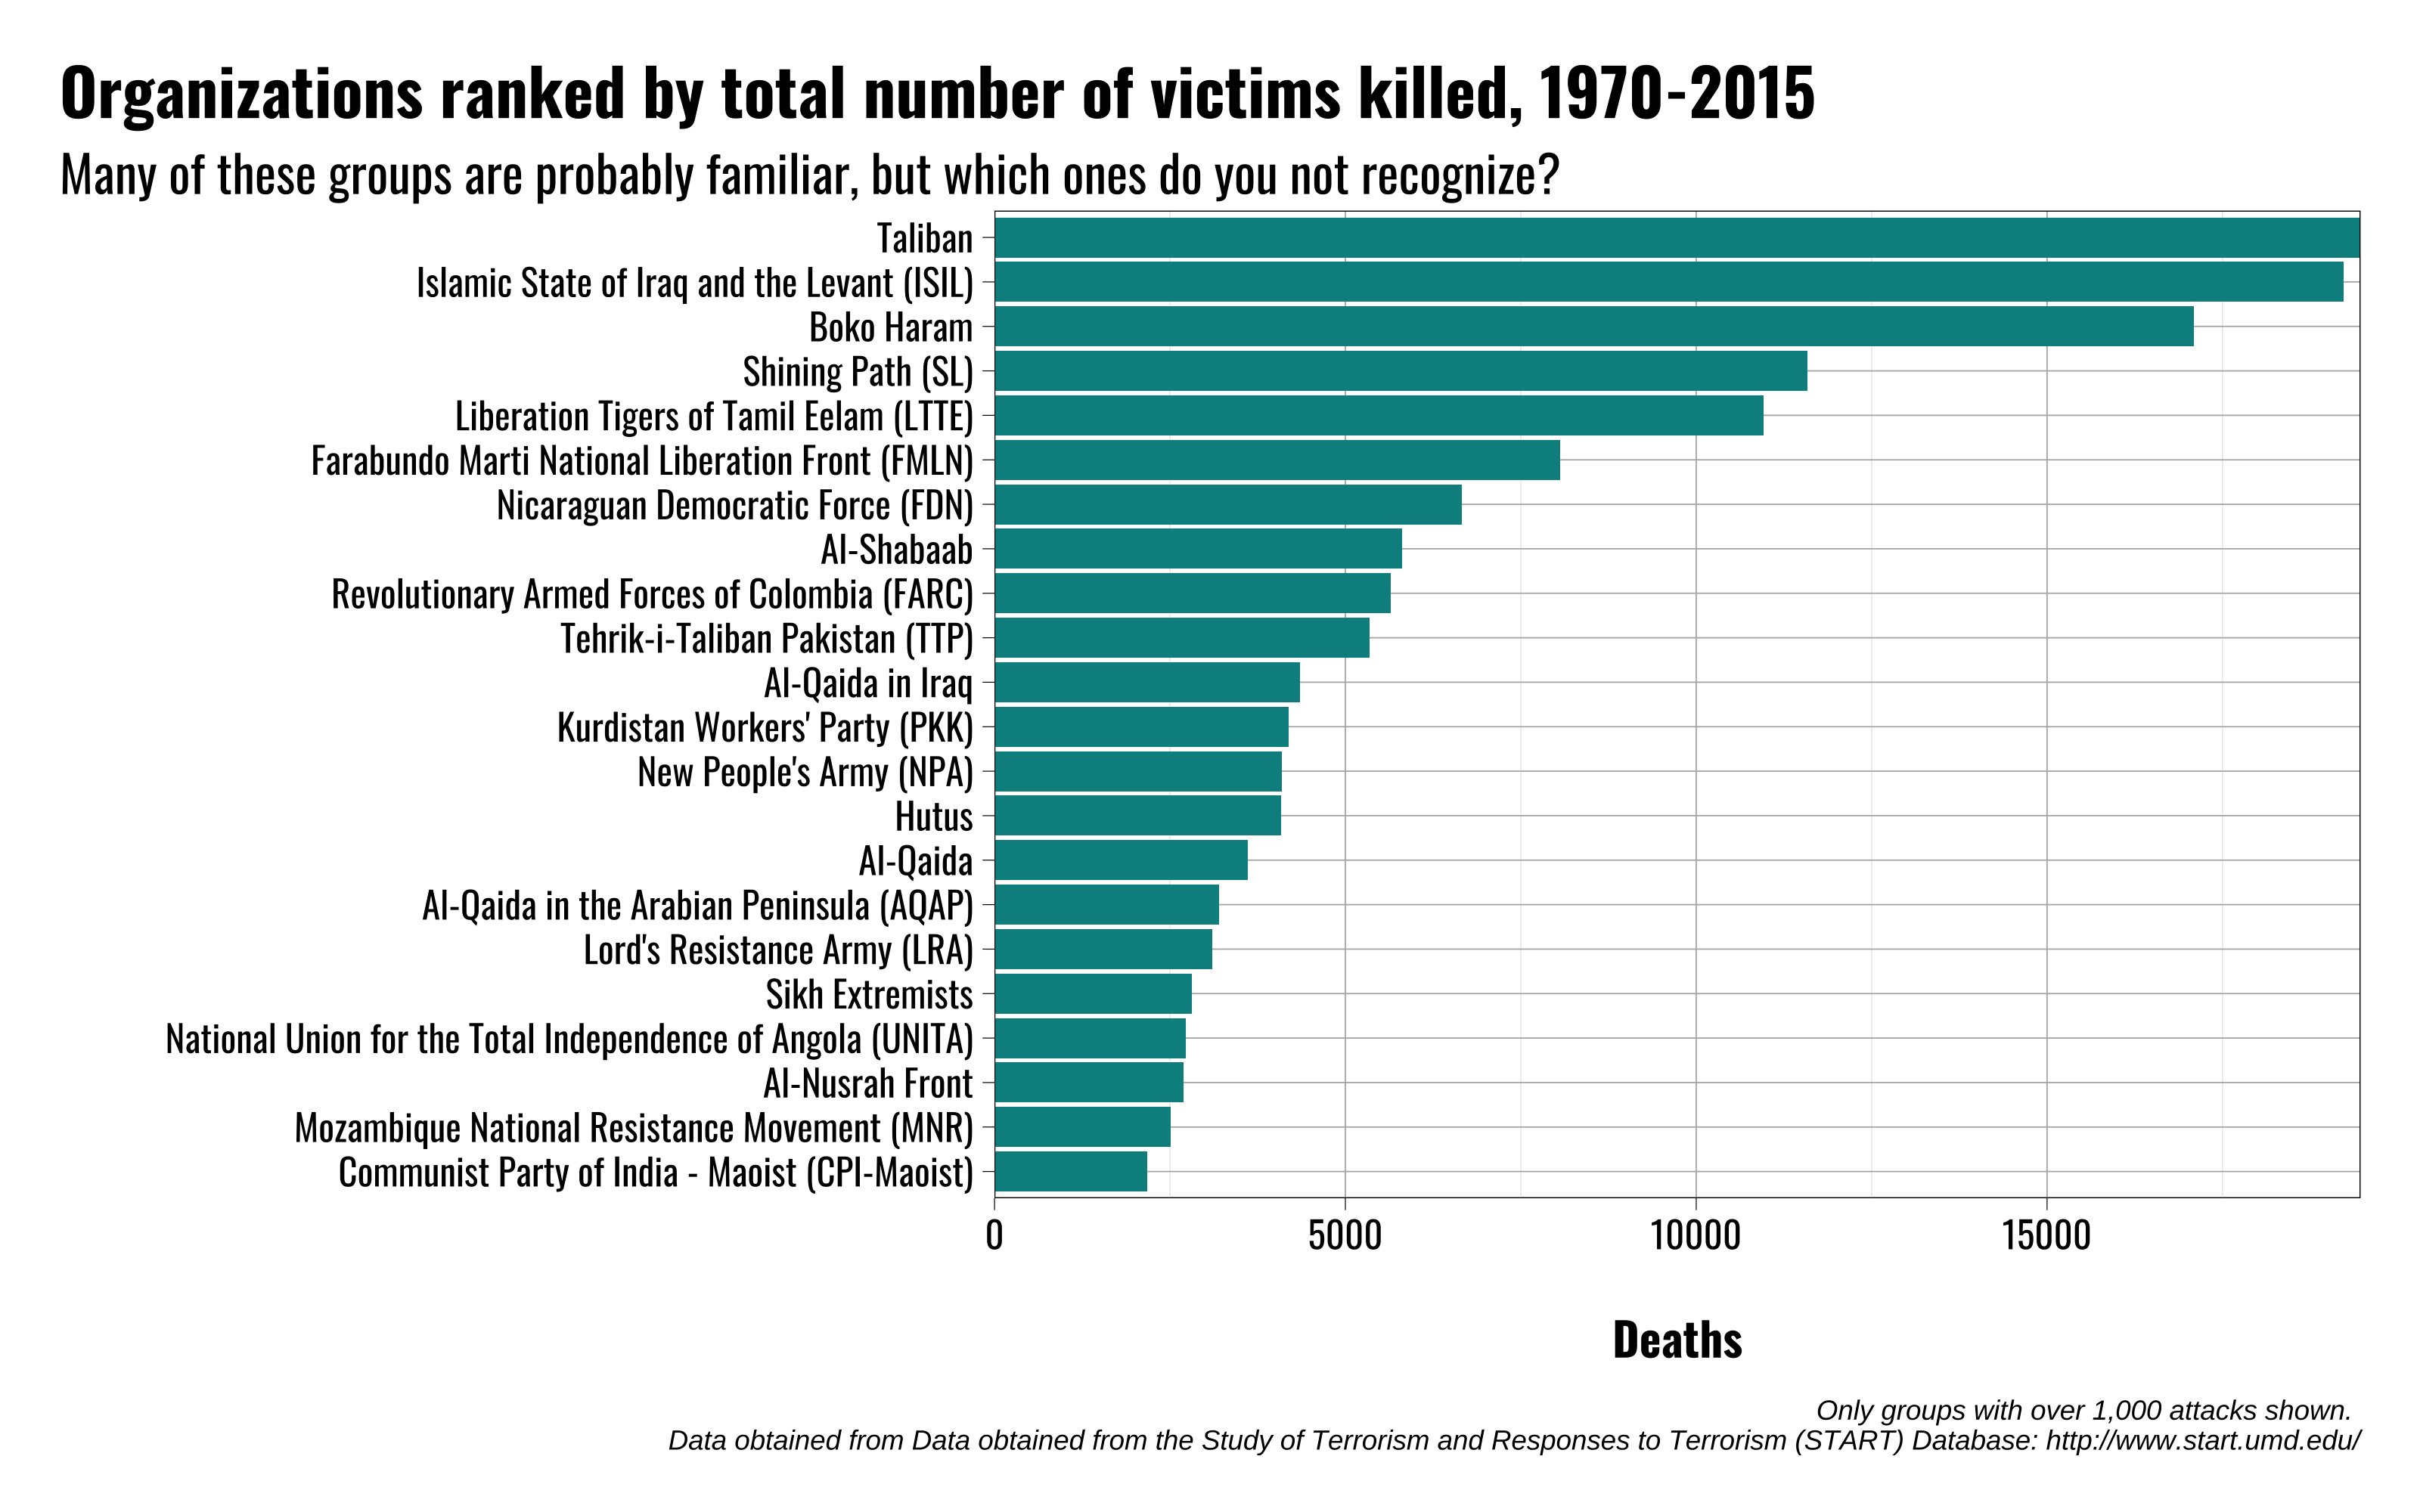 Organizations ranked by total number of victims killed, 1970-2015
Many of these groups are probably familiar, but which ones do you not recognize?
Taliban
Islamic State of Iraq and the Levant (ISIL)
Boko Haram
Shining Path (SL)
Liberation Tigers of Tamil Eelam (LTTE)
Farabundo Marti National Liberation Front (FMLN)
Nicaraguan Democratic Force (FDN)
Al-Shabaab
Revolutionary Armed Forces of Colombia (FARC)
Tehrik-i-Taliban Pakistan (TTP)
Al-Qaida in Iraq
Kurdistan Workers' Party (PKK)
New People's Army (NPA)
Hutus
Al-Qaida
Al-Qaida in the Arabian Peninsula (AQAP)
Lord's Resistance Army (LRA)
Sikh Extremists
National Union for the Total Independence of Angola (UNITA)
Al-Nusrah Front
Mozambique National Resistance Movement (MNR)
Communist Party of India - Maoist (CPI-Maoist)
0 5000 10000 15000
Deaths
Only groups with over 1,000 attacks shown.
Data obtained from Data obtained from the Study of Terrorism and Responses to Terrorism (START) Database: http://www.start.umd.edu/